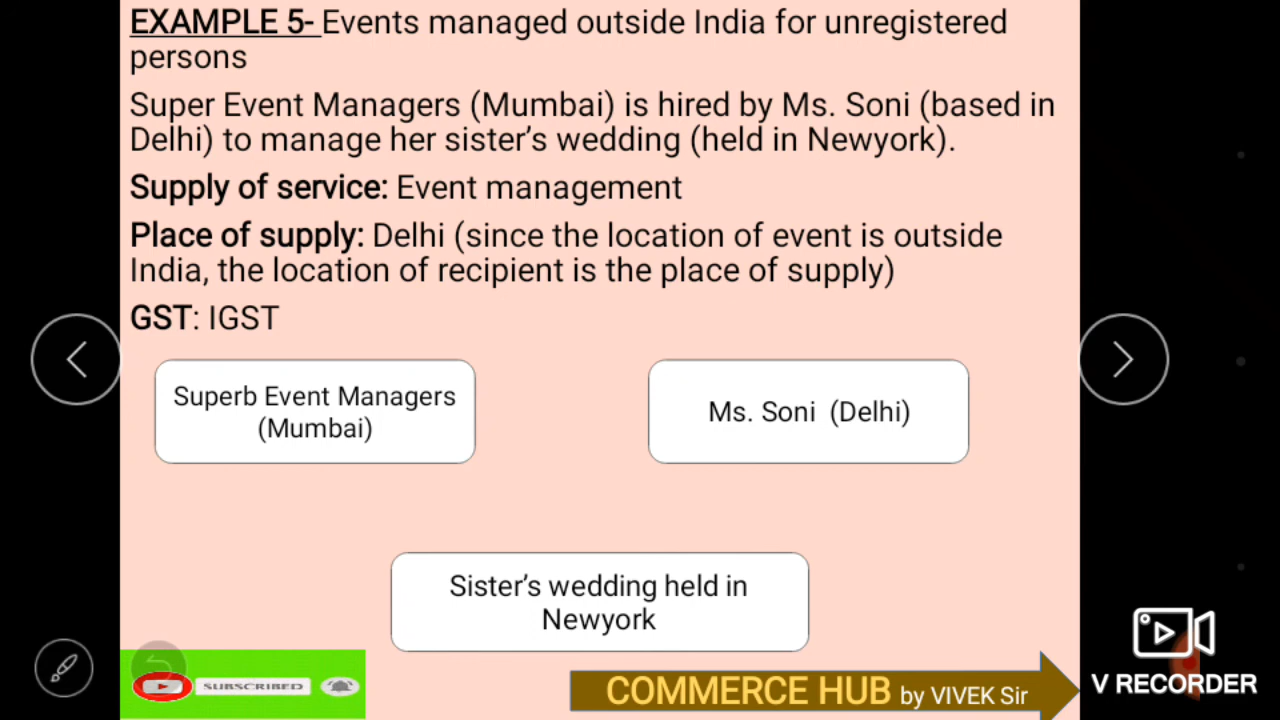 EXAMPLE 5- Events managed outside India for unregistered
persons
Super Event Managers (Mumbai) is hired by Ms. Soni (based in
Delhi) to manage her sister’s wedding (held in Newyork).
Supply of service: Event management
Place of supply: Delhi (since the location of event is outside
India, the location of recipient is the place of supply)
GST: IGST
Superb Event Managers
(Mumbai)
Ms. Soni (Delhi)
Sister’s wedding held in
Newyork
SUBSCRIBED
COMMERCE HUB by VIVEK Sir
V RECORDER